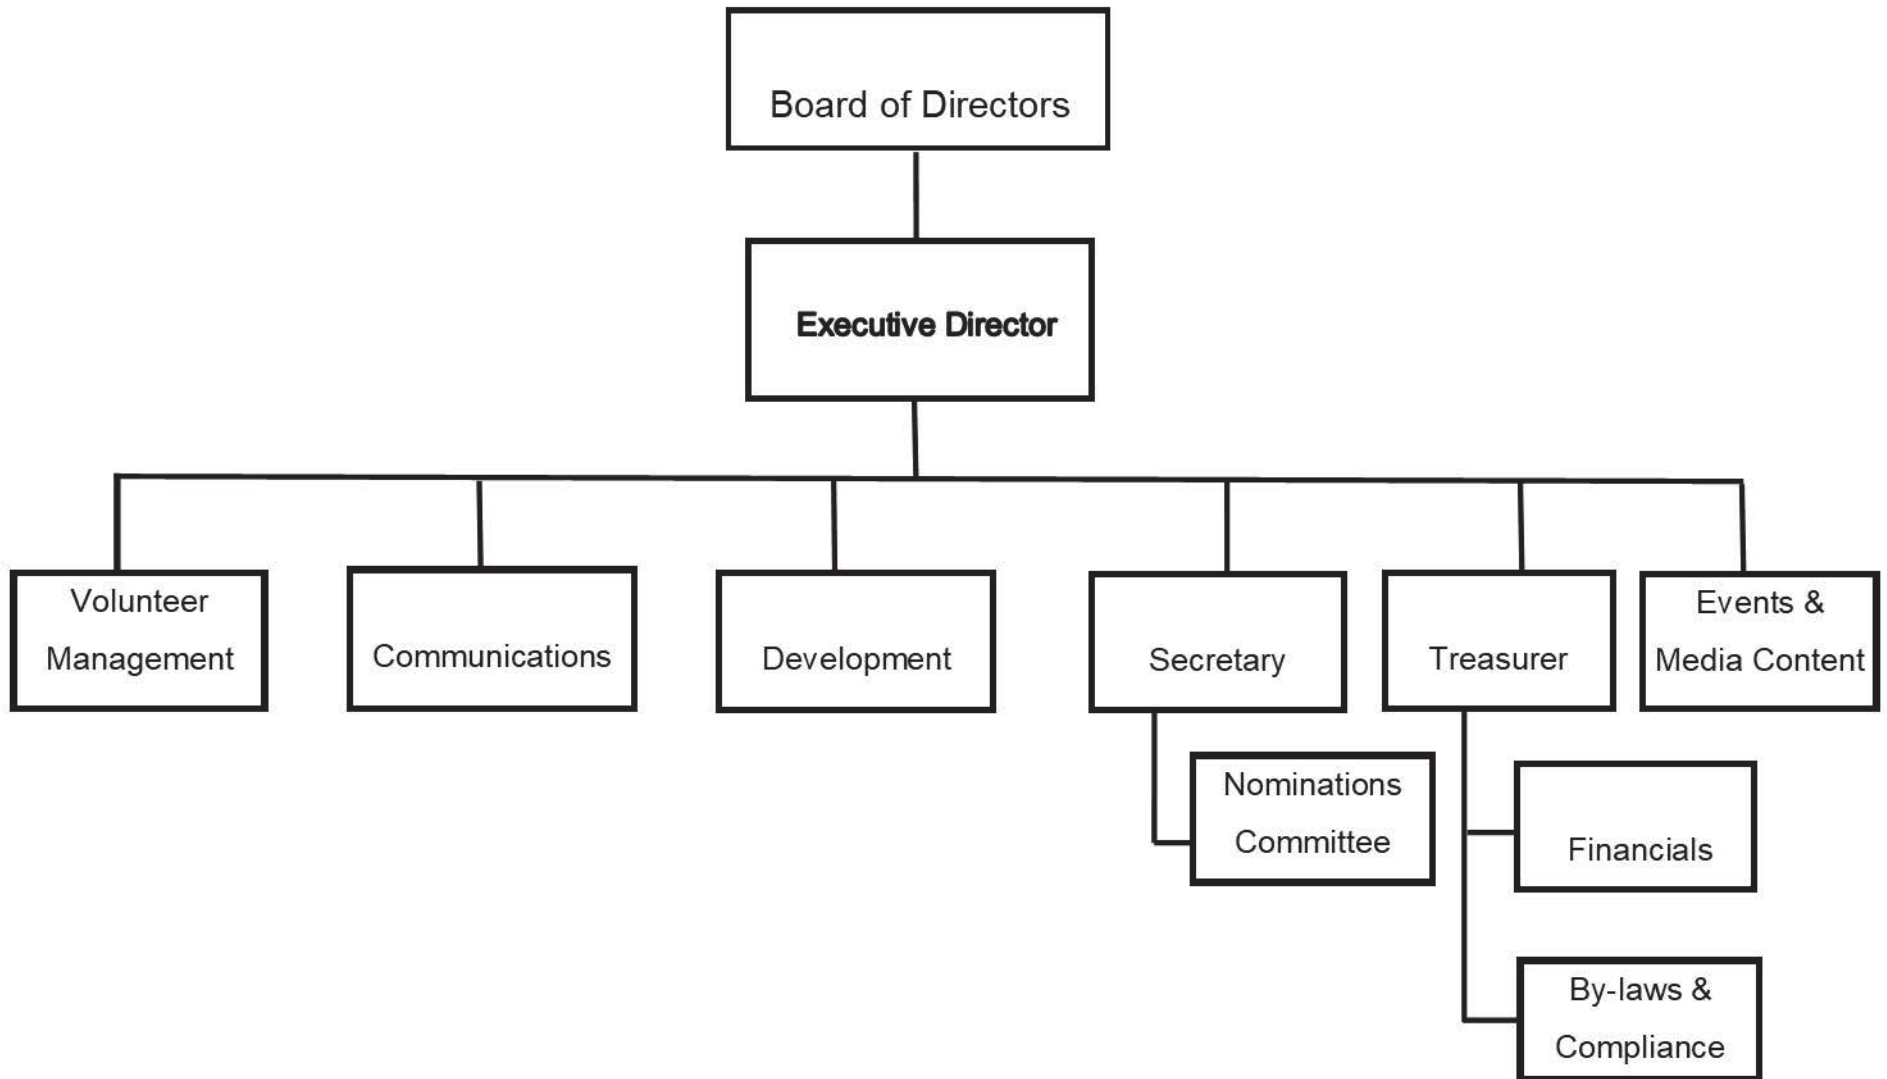 Board of Directors
Executive Director
Volunteer
Management
Communications
Development
Secretary
Treasurer
Events &
Media Content
Nominations
Committee
Financials
By-laws &
Compliance